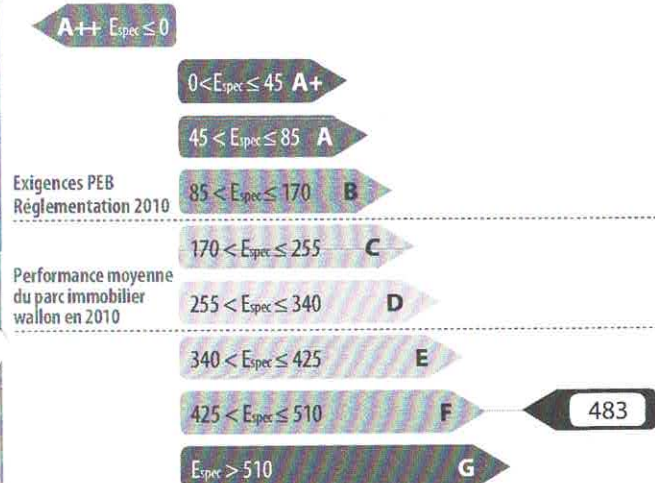 A++ Espec ≤ 0
0<Espec≤ 45 A+
45 < Espec≤ 85 A
Exigences PEB
Réglementation 2010
85 < Espec≤ 170 B
170 < Espec≤ 255 C
Performance moyenne
du parc immobilier
wallon en 2010
255 < Espec≤ 340 D
340 < Espec≤ 425 E
425 < Espec≤ 510 F
483
Espec > 510 G